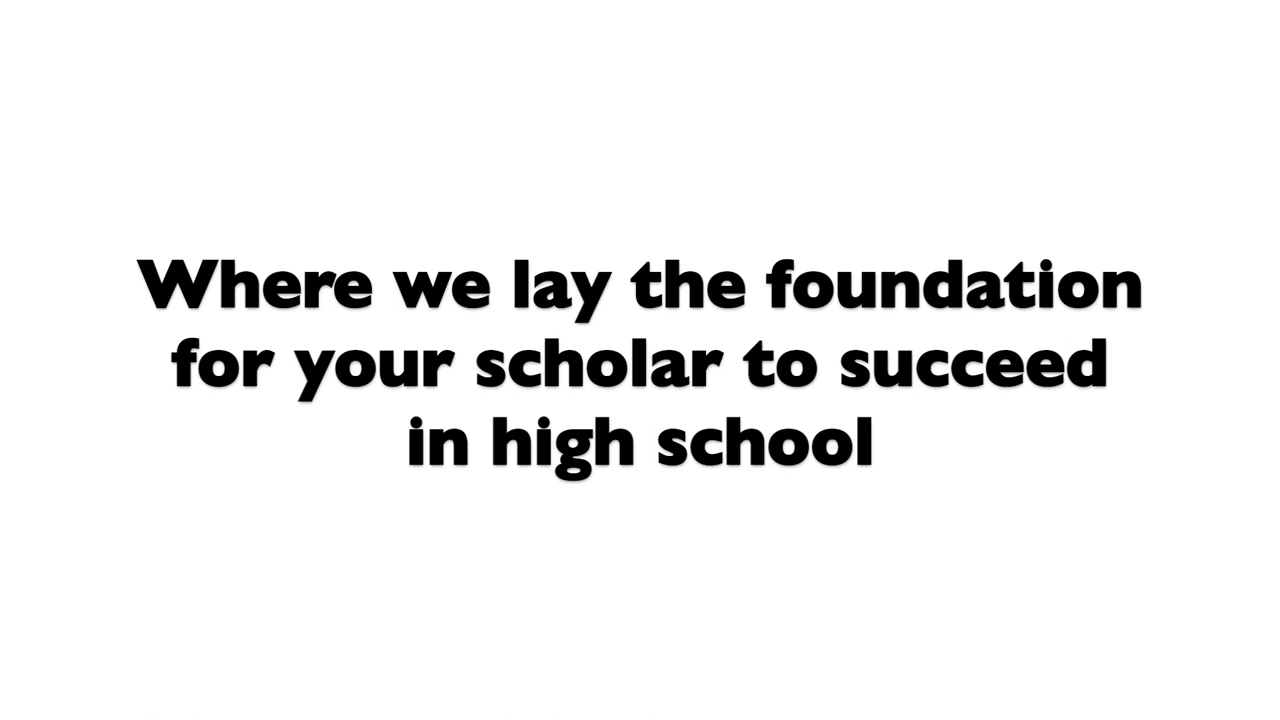 Where we lay the foundation
for your scholar to succeed
in high school